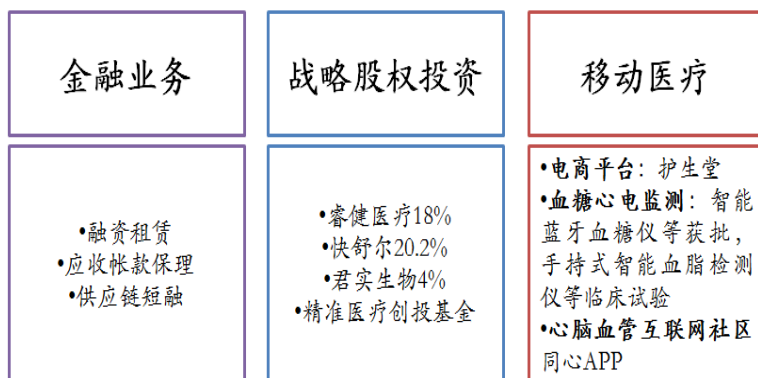 金融业务
战略股权投资
移动医疗
•融资租赁
•应收帐款保理
•供应链短融
•睿健医疗18%
•快舒尔20.2%
•君实生物4%
•精准医疗创投基金
•电商平台：护生堂
•血糖心电监测：智能
蓝牙血糖仪等获批，
手持式智能血脂检测
仪等临床试验
•心脑血管互联网社区
同心APP